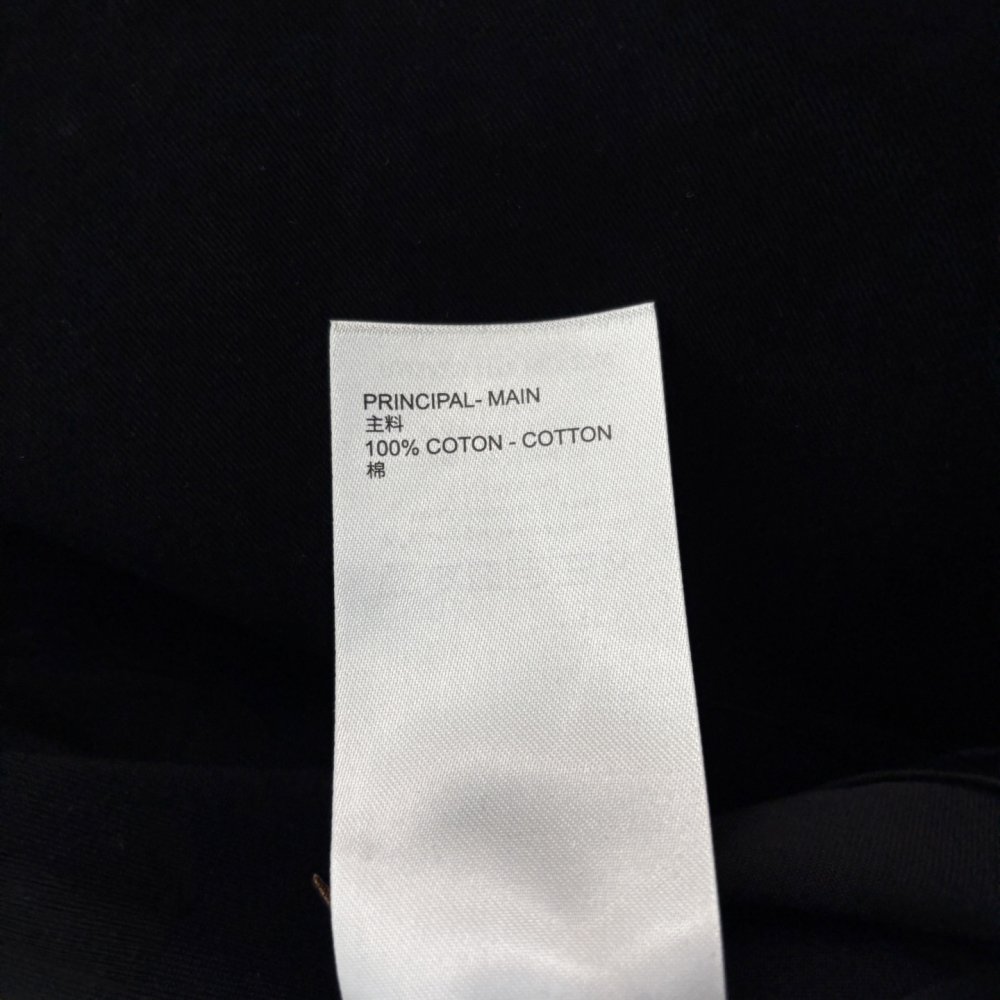 PRINCIPAL- MAIN
主料
100% COTON - COTTON
棉